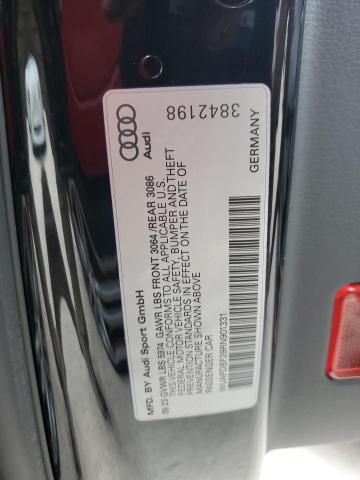 Audi
3842198
MFD. BY Audi Sport GmbH
09 23 GVWR LBS 5974 GAWR LBS FRONT 3064 /REAR 3086
THIS VEHICLE CONFORMS TO ALL APPLICABLE U.S.
FEDERAL MOTOR VEHICLE SAFETY, BUMPER AND THEFT
PREVENTION STANDARDS IN EFFECT ON THE DATE OF
MANUFACTURE SHOWN ABOVE
PASSENGER CAR
GERMANY
WUAPDBF29RN901331